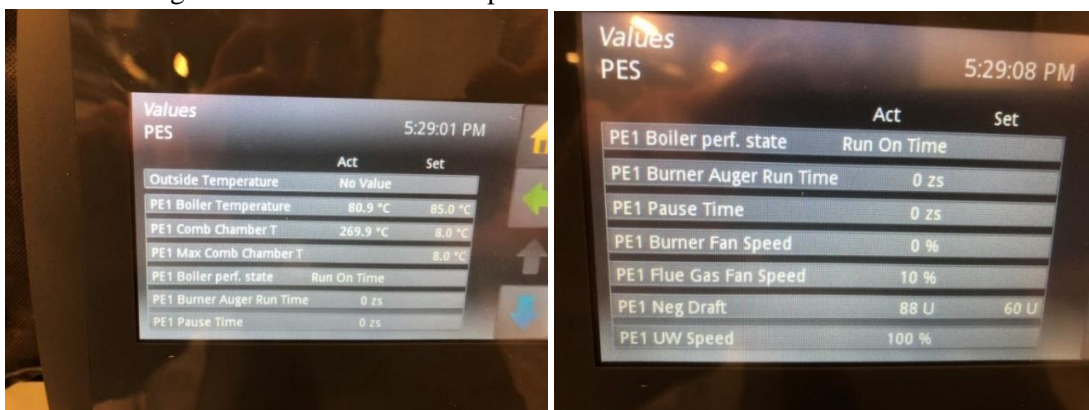 Values
PES 5:29:01 PM
Act Set
Outside Temperature No Value
PE1 Boiler Temperature 80.9 °C 85.0 °C
PE1 Comb Chamber T 269.9 °C 8.0 °C
PE1 Max Comb Chamber T 8.0 °C
PE1 Boiler perf. state Run On Time
PE1 Burner Auger Run Time 0 zs
PE1 Pause Time 0 zs
Values
PES 5:29:08 PM
Act Set
PE1 Boiler perf. state Run On Time
PE1 Burner Auger Run Time 0 zs
PE1 Pause Time 0 zs
PE1 Burner Fan Speed 0 %
PE1 Flue Gas Fan Speed 10 %
PE1 Neg Draft 88 U 60 U
PE1 UW Speed 100 %